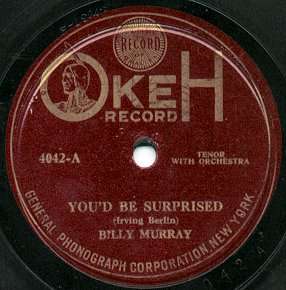 RECORD
OKEH
RECORD
4042-A
TENOR
WITH ORCHESTRA
YOU'D BE SURPRISED
(Irving Berlin)
BILLY MURRAY
GENERAL PHONOGRAPH CORPORATION, NEW YORK